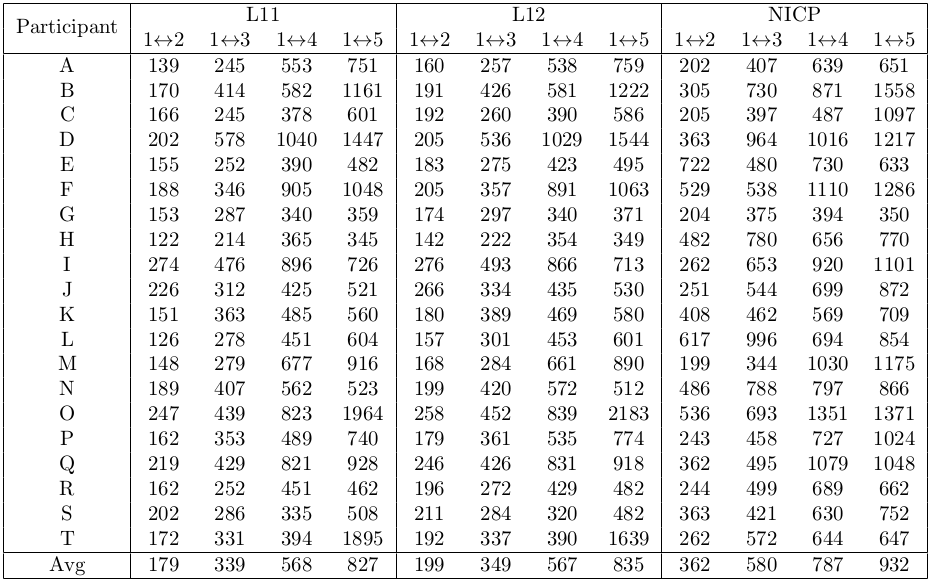 Participant L11 L12 NICP
1↔2 1↔3 1↔4 1↔5 1↔2 1↔3 1↔4 1↔5 1↔2 1↔3 1↔4 1↔5
A 139 245 553 751 160 257 538 759 202 407 639 651
B 170 414 582 1161 191 426 581 1222 305 730 871 1558
C 166 245 378 601 192 260 390 586 205 397 487 1097
D 202 578 1040 1447 205 536 1029 1544 363 964 1016 1217
E 155 252 390 482 183 275 423 495 722 480 730 633
F 188 346 905 1048 205 357 891 1063 529 538 1110 1286
G 153 287 340 359 174 297 340 371 204 375 394 350
H 122 214 365 345 142 222 354 349 482 780 656 770
I 274 476 896 726 276 493 866 713 262 653 920 1101
J 226 312 425 521 266 334 435 530 251 544 699 872
K 151 363 485 560 180 389 469 580 408 462 569 709
L 126 278 451 604 157 301 453 601 617 996 694 854
M 148 279 677 916 168 284 661 890 199 344 1030 1175
N 189 407 562 523 199 420 572 512 486 788 797 866
O 247 439 823 1964 258 452 839 2183 536 693 1351 1371
P 162 353 489 740 179 361 535 774 243 458 727 1024
Q 219 429 821 928 246 426 831 918 362 495 1079 1048
R 162 252 451 462 196 272 429 482 244 499 689 662
S 202 286 335 508 211 284 320 482 363 421 630 752
T 172 331 394 1895 192 337 390 1639 262 572 644 647
Avg 179 339 568 827 199 349 567 835 362 580 787 932